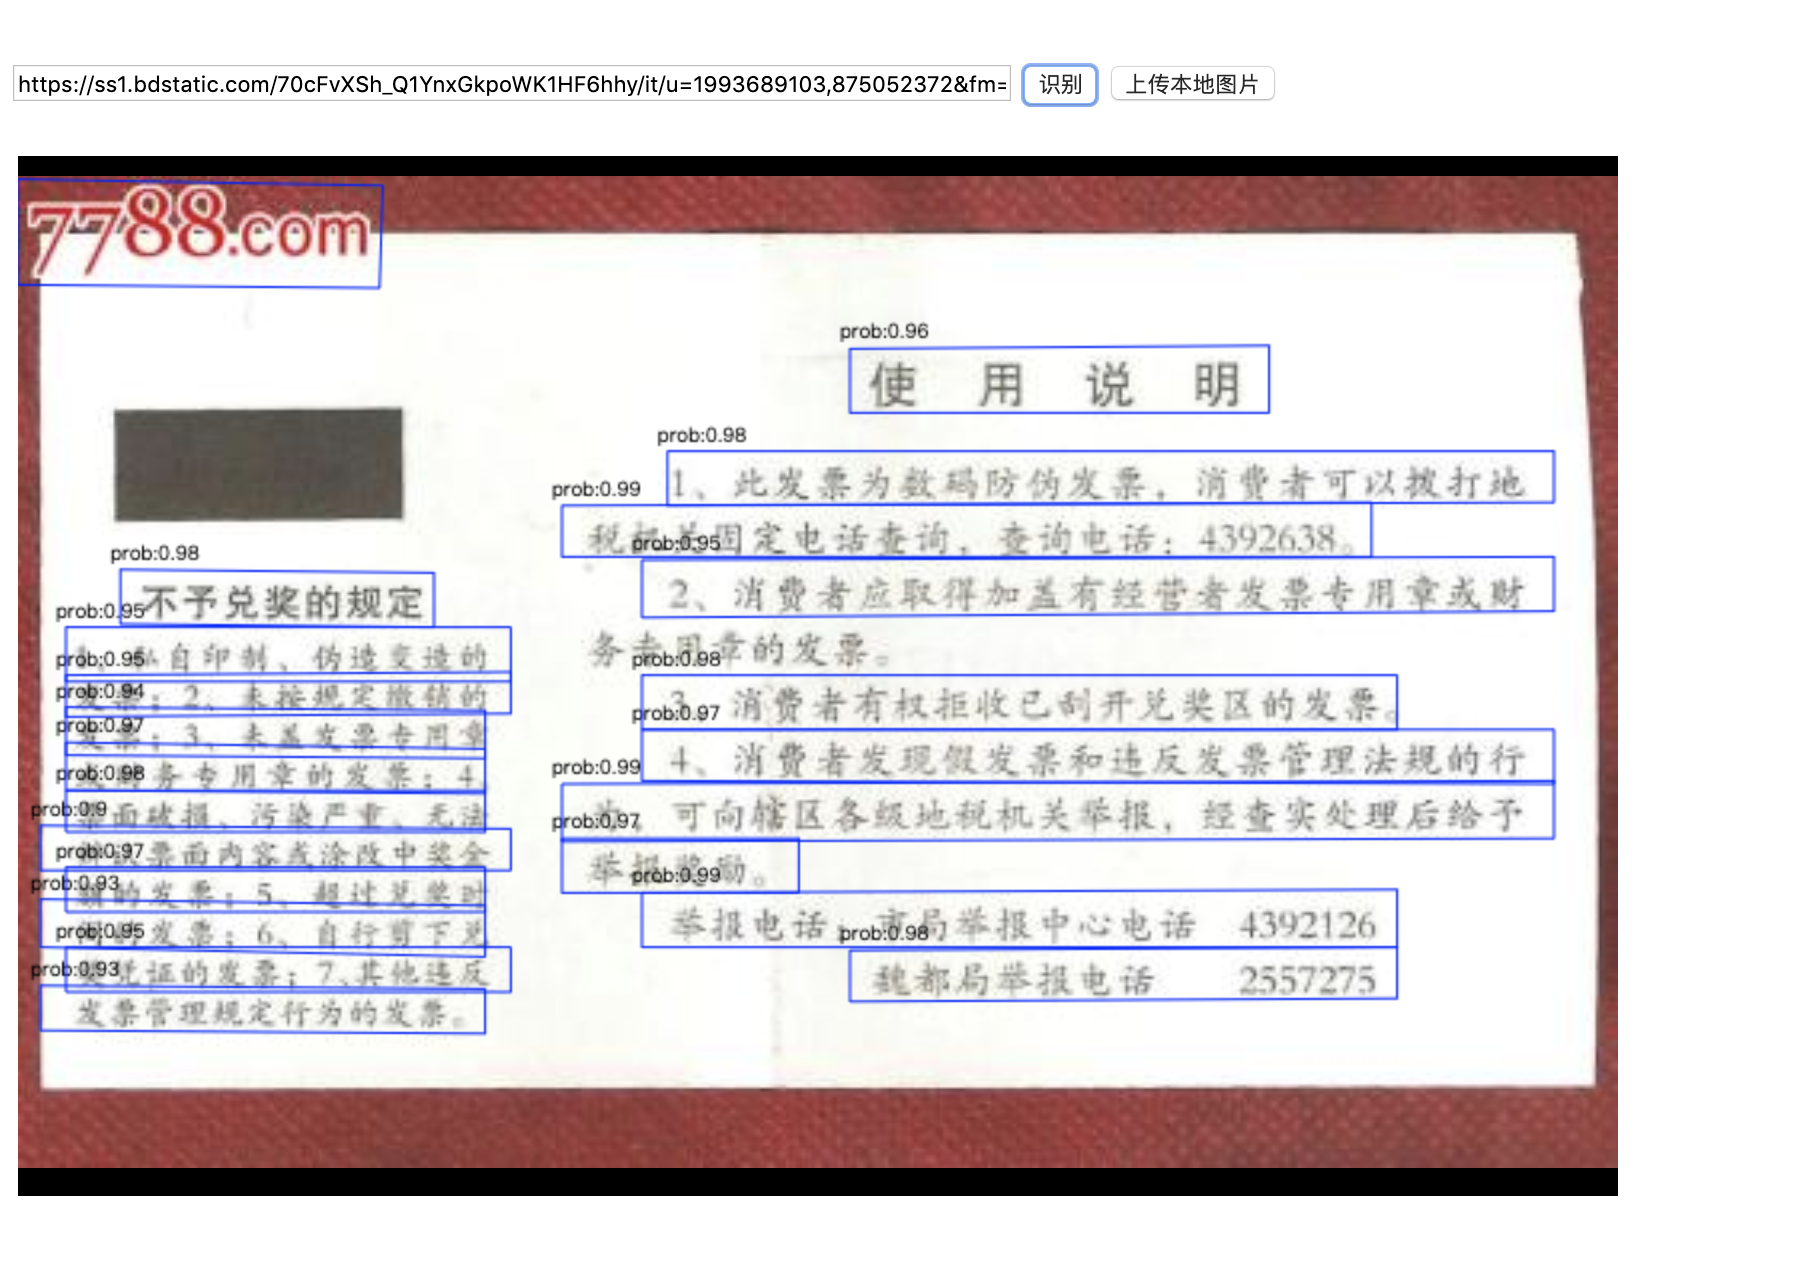 https://ss1.bdstatic.com/70cFvXSh_Q1YnxGkpoWK1HF6hhy/it/u=1993689103,875052372&fm=
识别
上传本地图片
7788.com
prob:0.96
使 用 说 明
prob:0.98
1、此发票为数码防伪发票，消费者可以拨打地
prob:0.99
税机关固定电话查询，查询电话：4392638。
prob:0.95
2、消费者应取得加盖有经营者发票专用章或财
务专用章的发票。
prob:0.98
3、消费者有权拒收已刮开兑奖区的发票。
prob:0.97
4、消费者发现假发票和违反发票管理法规的行
prob:0.99
可向辖区各级地税机关举报，经查实处理后给予
prob:0.97
举报奖励。
prob:0.99
举报电话：市局举报中心电话 4392126
prob:0.98
魏都局举报电话 2557275
prob:0.98
不予兑奖的规定
prob:0.95
私自印制、伪造变造的
prob:0.95
发票；2、未按规定撤销的
prob:0.94
发票；3、未盖发票专用章
prob:0.97
务专用章的发票；4、
prob:0.98
票面破损、污染严重、无法
prob:0.9
票面内容或涂改中奖金
prob:0.97
额的发票；5、超过兑奖时
prob:0.93
间的发票；6、自行剪下兑
prob:0.95
奖凭证的发票；7、其他违反
prob:0.93
发票管理规定行为的发票。